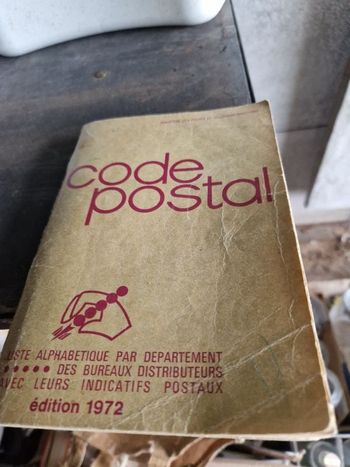 code
postal
LISTE ALPHABETIQUE PAR DEPARTEMENT
DES BUREAUX DISTRIBUTEURS
AVEC LEURS INDICATIFS POSTAUX
édition 1972